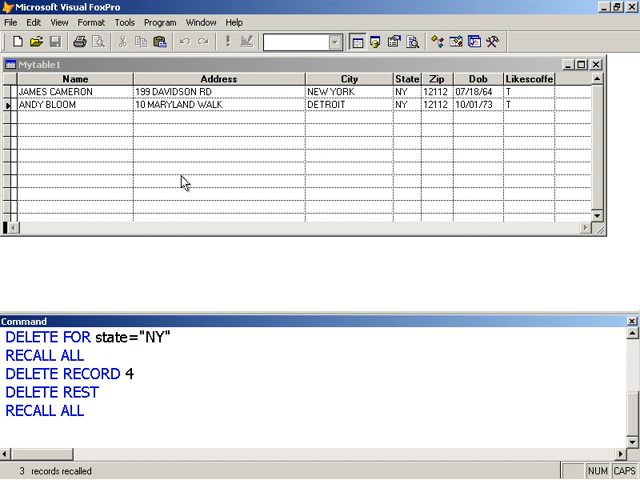 Microsoft Visual FoxPro
File Edit View Format Tools Program Window Help
Mytable1
Name Address City State Zip Dob Likescoffe
JAMES CAMERON 199 DAVIDSON RD NEW YORK NY 12112 07/18/64 T
ANDY BLOOM 10 MARYLAND WALK DETROIT NY 12112 10/01/73 T
Command
DELETE FOR state="NY"
RECALL ALL
DELETE RECORD 4
DELETE REST
RECALL ALL
3 records recalled NUM CAPS